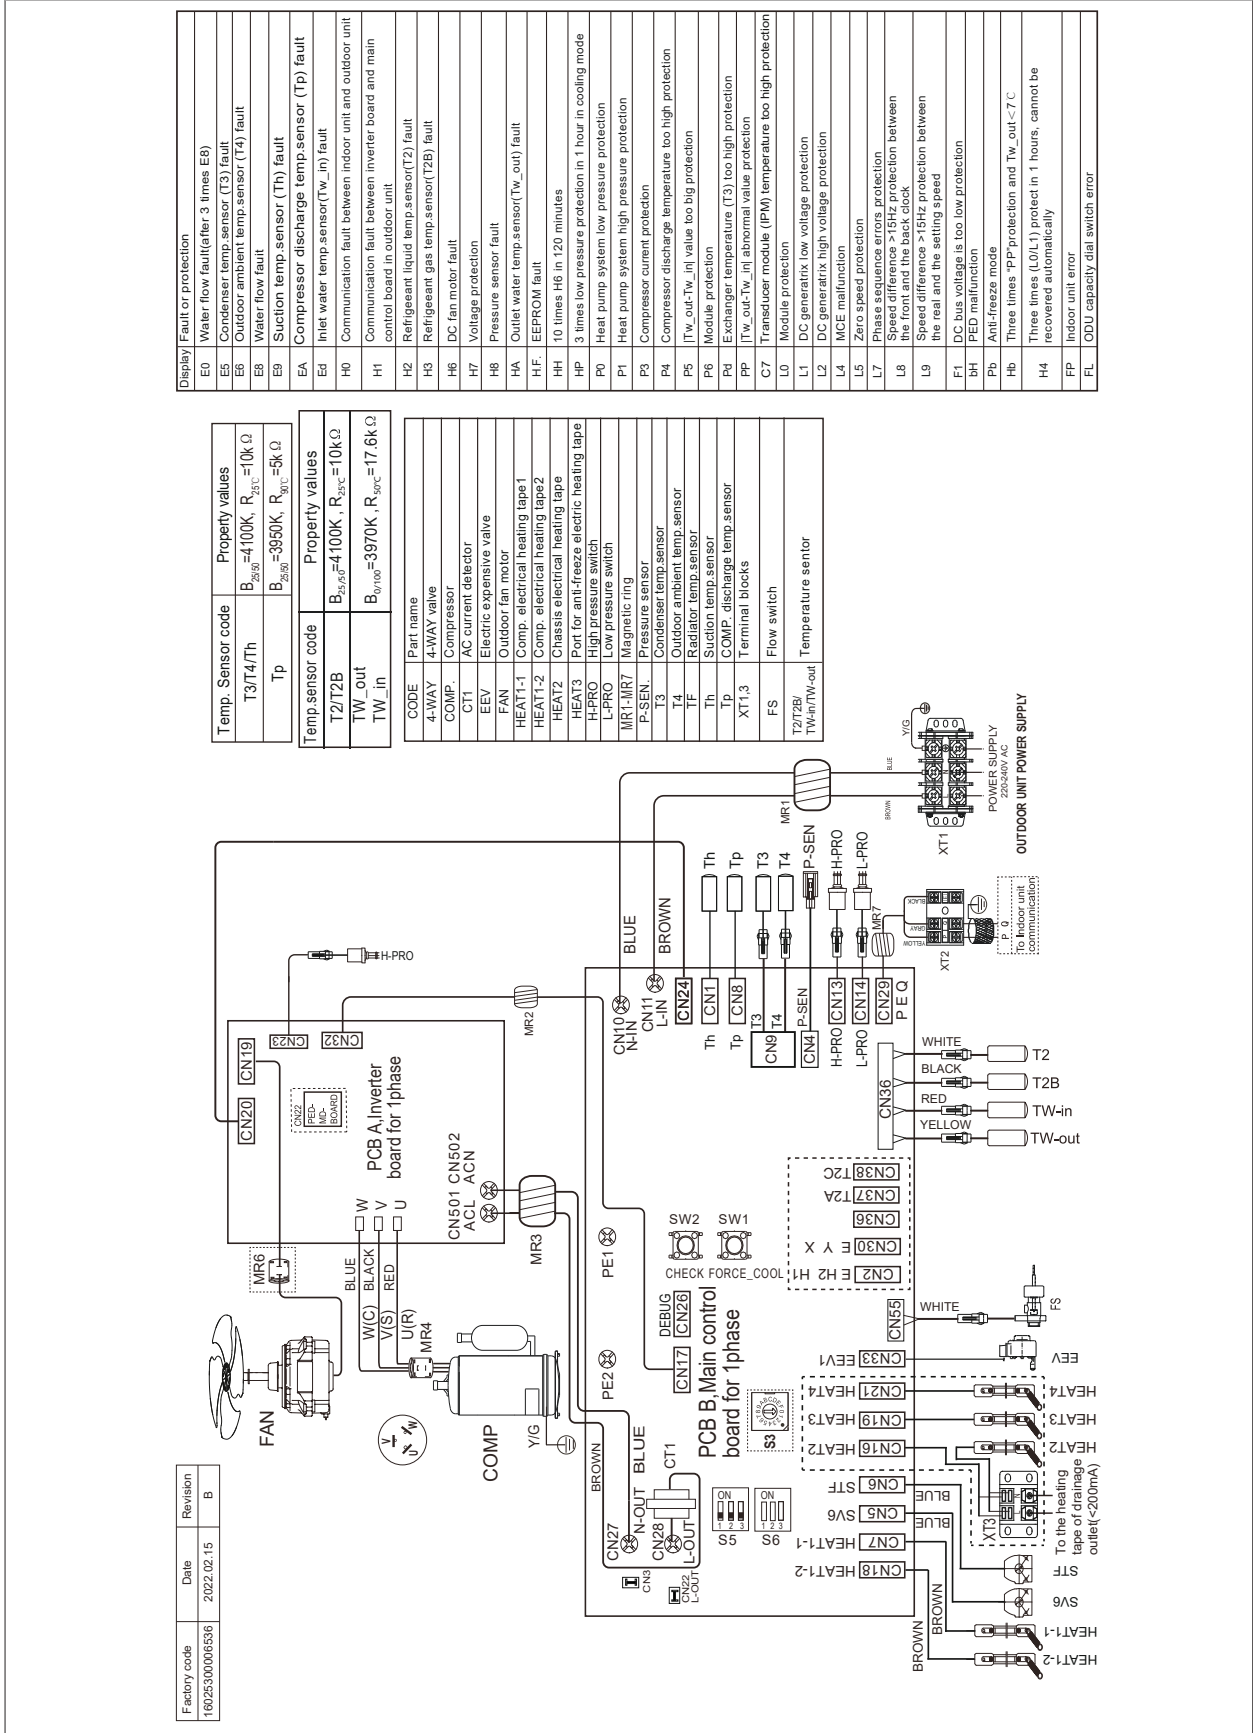 Factory code Date Revision
16025300006536 2022.02.15 B
FAN
MR6
COMP
Y/G
V
U
W
MR4
BLUE
BLACK
RED
W(C)
V(S)
U(R)
W
V
U
CN20
CN19
CN22
PED-
MD-
BOARD
CN23
CN32
H-PRO
PCB A,Inverter
board for 1phase
CN501 CN502
ACL ACN
MR3
MR2
BROWN
BLUE
CN27
N-OUT
CN28
L-OUT
CT1
CN3
CN22
L-OUT
PE2
PE1
CN10
N-IN
CN11
L-IN
BLUE
BROWN
CN24
MR1
CN17
DEBUG
CN26
PCB B,Main control
board for 1phase
S3
ON
1 2 3
S5
ON
1 2 3
S6
SW2
SW1
CHECK
FORCE_COOL
Th
CN1
Th
Tp
CN8
Tp
CN9
T3
T4
T3
T4
CN4
P-SEN
P-SEN
H-PRO
CN13
H-PRO
L-PRO
CN14
L-PRO
CN29
P E Q
MR7
CN36
WHITE
T2
BLACK
T2B
RED
TW-in
YELLOW
TW-out
CN38 T2C
CN37 T2A
CN36
CN30 E Y X
CN2 E H2 H1
CN55
WHITE
FS
CN33 EEV1
EEV
CN21 HEAT4
HEAT4
CN19 HEAT3
HEAT3
CN16 HEAT2
HEAT2
CN6 STF
BLUE
STF
CN5 SV6
BLUE
SV6
CN7 HEAT1-1
BROWN
HEAT1-1
CN18 HEAT1-2
BROWN
HEAT1-2
XT3
To the heating
tape of drainage
outlet(<200mA)
YELLOW
GRAY
BLACK
XT2
P Q
To Indoor unit
communication
BROWN
BLUE
Y/G
XT1
POWER SUPPLY
220-240V AC
OUTDOOR UNIT POWER SUPPLY
Temp. Sensor code Property values
T3/T4/Th B25/50=4100K, R25℃=10k Ω
Tp B25/50=3950K, R90℃=5k Ω
Temp.sensor code Property values
T2/T2B B25/50=4100K , R25℃=10kΩ
TW_out
TW_in B0/100=3970K , R50℃=17.6kΩ
CODE Part name
4-WAY 4-WAY valve
COMP. Compressor
CT1 AC current detector
EEV Electric expensive valve
FAN Outdoor fan motor
HEAT1-1 Comp. electrical heating tape1
HEAT1-2 Comp. electrical heating tape2
HEAT2 Chassis electrical heating tape
HEAT3 Port for anti-freeze electric heating tape
H-PRO High pressure switch
L-PRO Low pressure switch
MR1-MR7 Magnetic ring
P-SEN. Pressure sensor
T3 Condenser temp.sensor
T4 Outdoor ambient temp.sensor
TF Radiator temp.sensor
Th Suction temp.sensor
Tp COMP. discharge temp.sensor
XT1,3 Terminal blocks
FS Flow switch
T2/T2B/
TW-in/TW-out Temperature sentor
Display Fault or protection
E0 Water flow fault(after 3 times E8)
E5 Condenser temp.sensor (T3) fault
E6 Outdoor ambient temp.sensor (T4) fault
E8 Water flow fault
E9 Suction temp.sensor (Th) fault
EA Compressor discharge temp.sensor (Tp) fault
Ed Inlet water temp.sensor(Tw_in) fault
H0 Communication fault between indoor unit and outdoor unit
H1 Communication fault between inverter board and main
control board in outdoor unit
H2 Refrigeeant liquid temp.sensor(T2) fault
H3 Refrigeeant gas temp.sensor(T2B) fault
H6 DC fan motor fault
H7 Voltage protection
H8 Pressure sensor fault
HA Outlet water temp.sensor(Tw_out) fault
H.F. EEPROM fault
HH 10 times H6 in 120 minutes
HP 3 times low pressure protection in 1 hour in cooling mode
P0 Heat pump system low pressure protection
P1 Heat pump system high pressure protection
P3 Compressor current protection
P4 Compressor discharge temperature too high protection
P5 |Tw_out-Tw_in| value too big protection
P6 Module protection
Pd Exchanger temperature (T3) too high protection
PP |Tw_out-Tw_in| abnormal value protection
C7 Transducer module (IPM) temperature too high protection
L0 Module protection
L1 DC generatrix low voltage protection
L2 DC generatrix high voltage protection
L4 MCE malfunction
L5 Zero speed protection
L7 Phase sequence errors protection
L8 Speed difference >15Hz protection between
the front and the back clock
L9 Speed difference >15Hz protection between
the real and the setting speed
F1 DC bus voltage is too low protection
bH PED malfunction
Pb Anti-freeze mode
Hb Three times "PP"protection and Tw_out<7℃
H4 Three times (L0/L1) protect in 1 hours, cannot be
recovered automatically
FP Indoor unit error
FL ODU capacity dial switch error